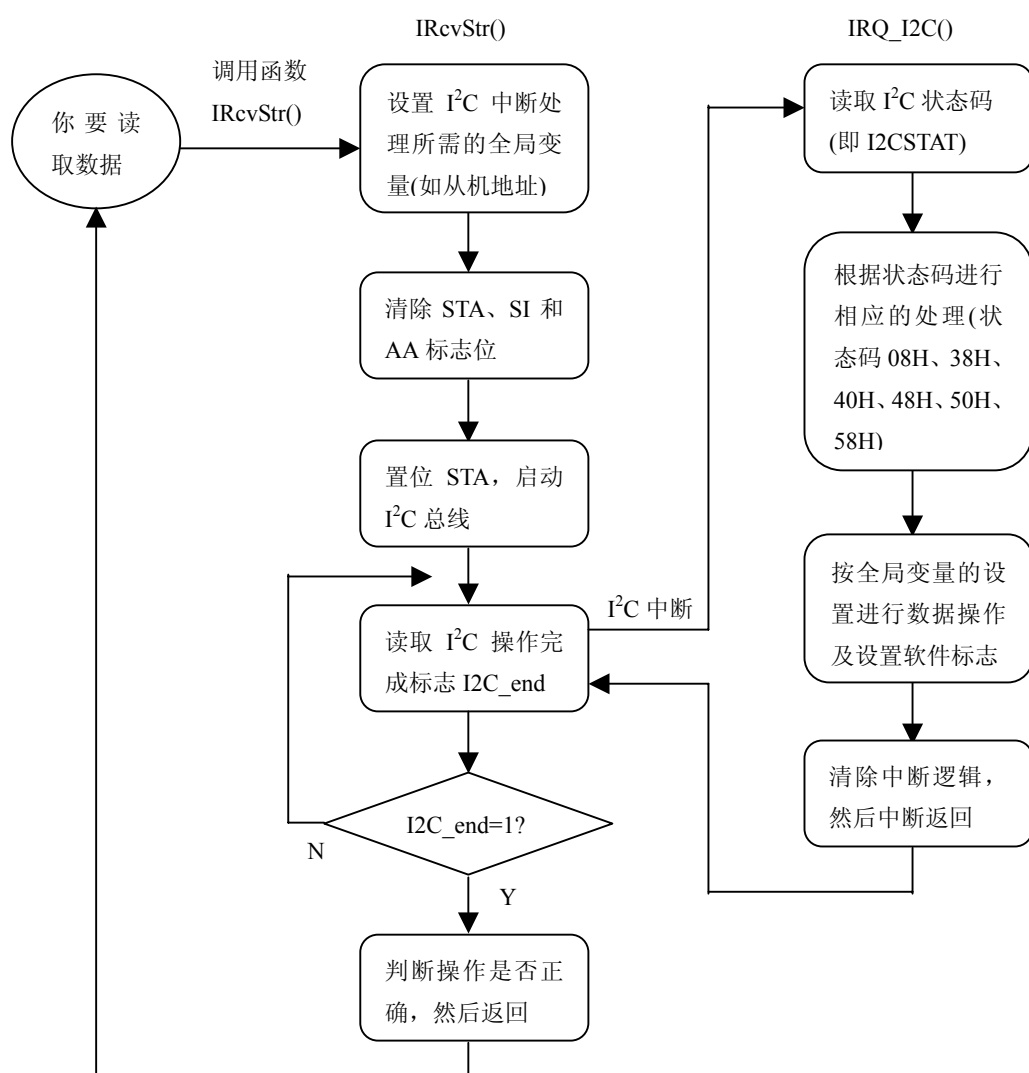 IRcvStr()
IRQ_I2C()
调用函数
IRcvStr()
你要读
取数据
设置 I²C 中断处
理所需的全局变
量(如从机地址)
清除 STA、SI 和
AA 标志位
置位 STA，启动
I²C 总线
读取 I²C 操作完
成标志 I2C_end
I²C 中断
I2C_end=1?
N
Y
判断操作是否正
确，然后返回
读取 I²C 状态码
(即 I2CSTAT)
根据状态码进行
相应的处理(状
态码 08H、38H、
40H、48H、50H、
58H)
按全局变量的设
置进行数据操作
及设置软件标志
清除中断逻辑，
然后中断返回